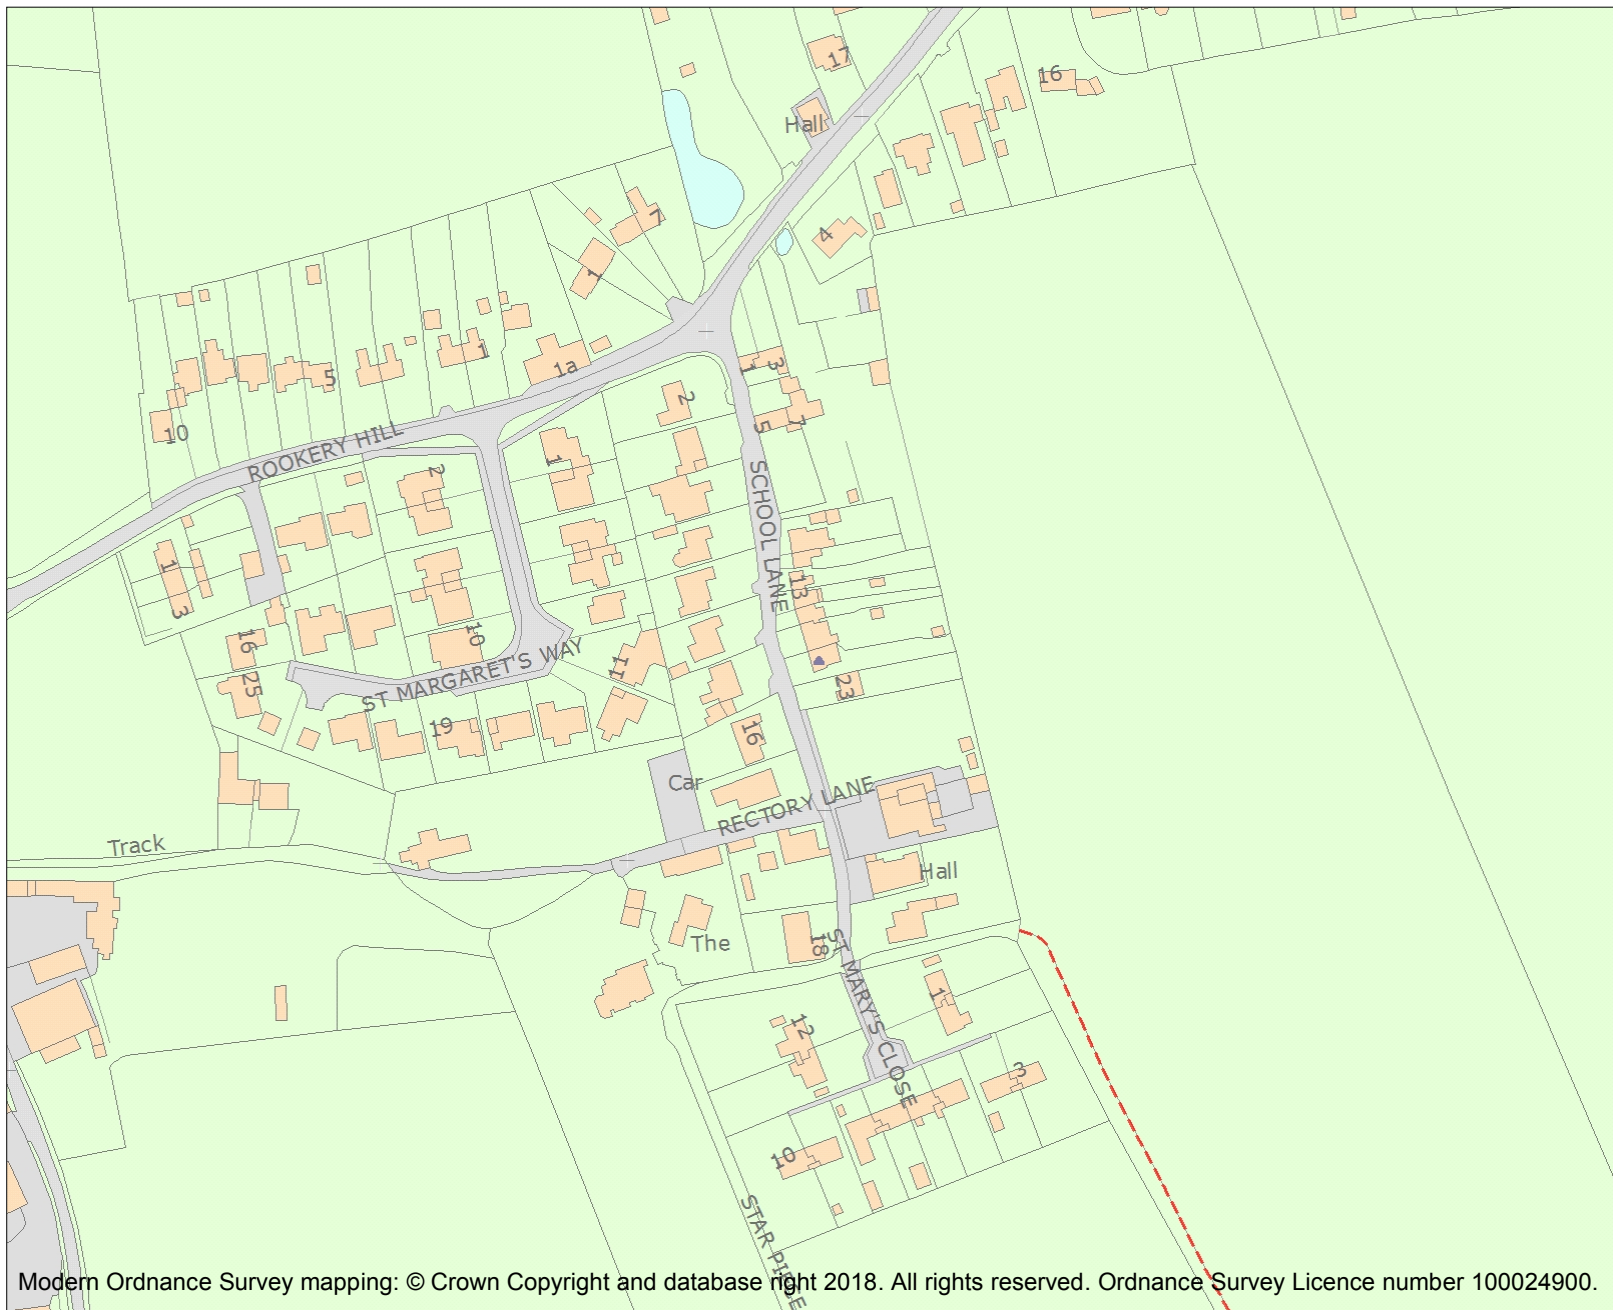 17
16
Hall
7
4
1
1
1a
3
1
5
2
10
5
7
ROOKERY HILL
2
1
SCHOOL LANE
1
3
13
16
10
11
ST MARGARET'S WAY
25
23
19
16
Car
RECTORY LANE
Track
Hall
The
18
ST MARY'S CLOSE
1
12
3
10
STAR PIECE
Modern Ordnance Survey mapping: © Crown Copyright and database right 2018. All rights reserved. Ordnance Survey Licence number 100024900.